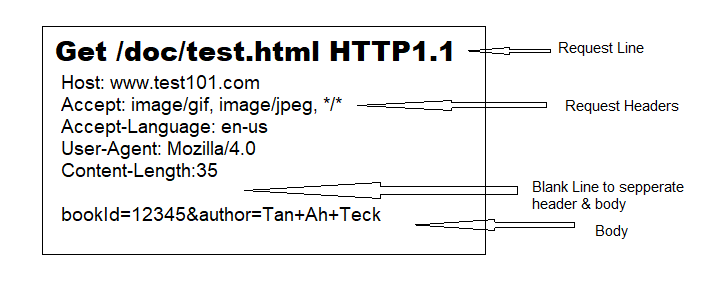 Get /doc/test.html HTTP1.1
Request Line
Host: www.test101.com
Accept: image/gif, image/jpeg, */*
Request Headers
Accept-Language: en-us
User-Agent: Mozilla/4.0
Content-Length:35
Blank Line to sepperate
header & body
bookId=12345&author=Tan+Ah+Teck
Body